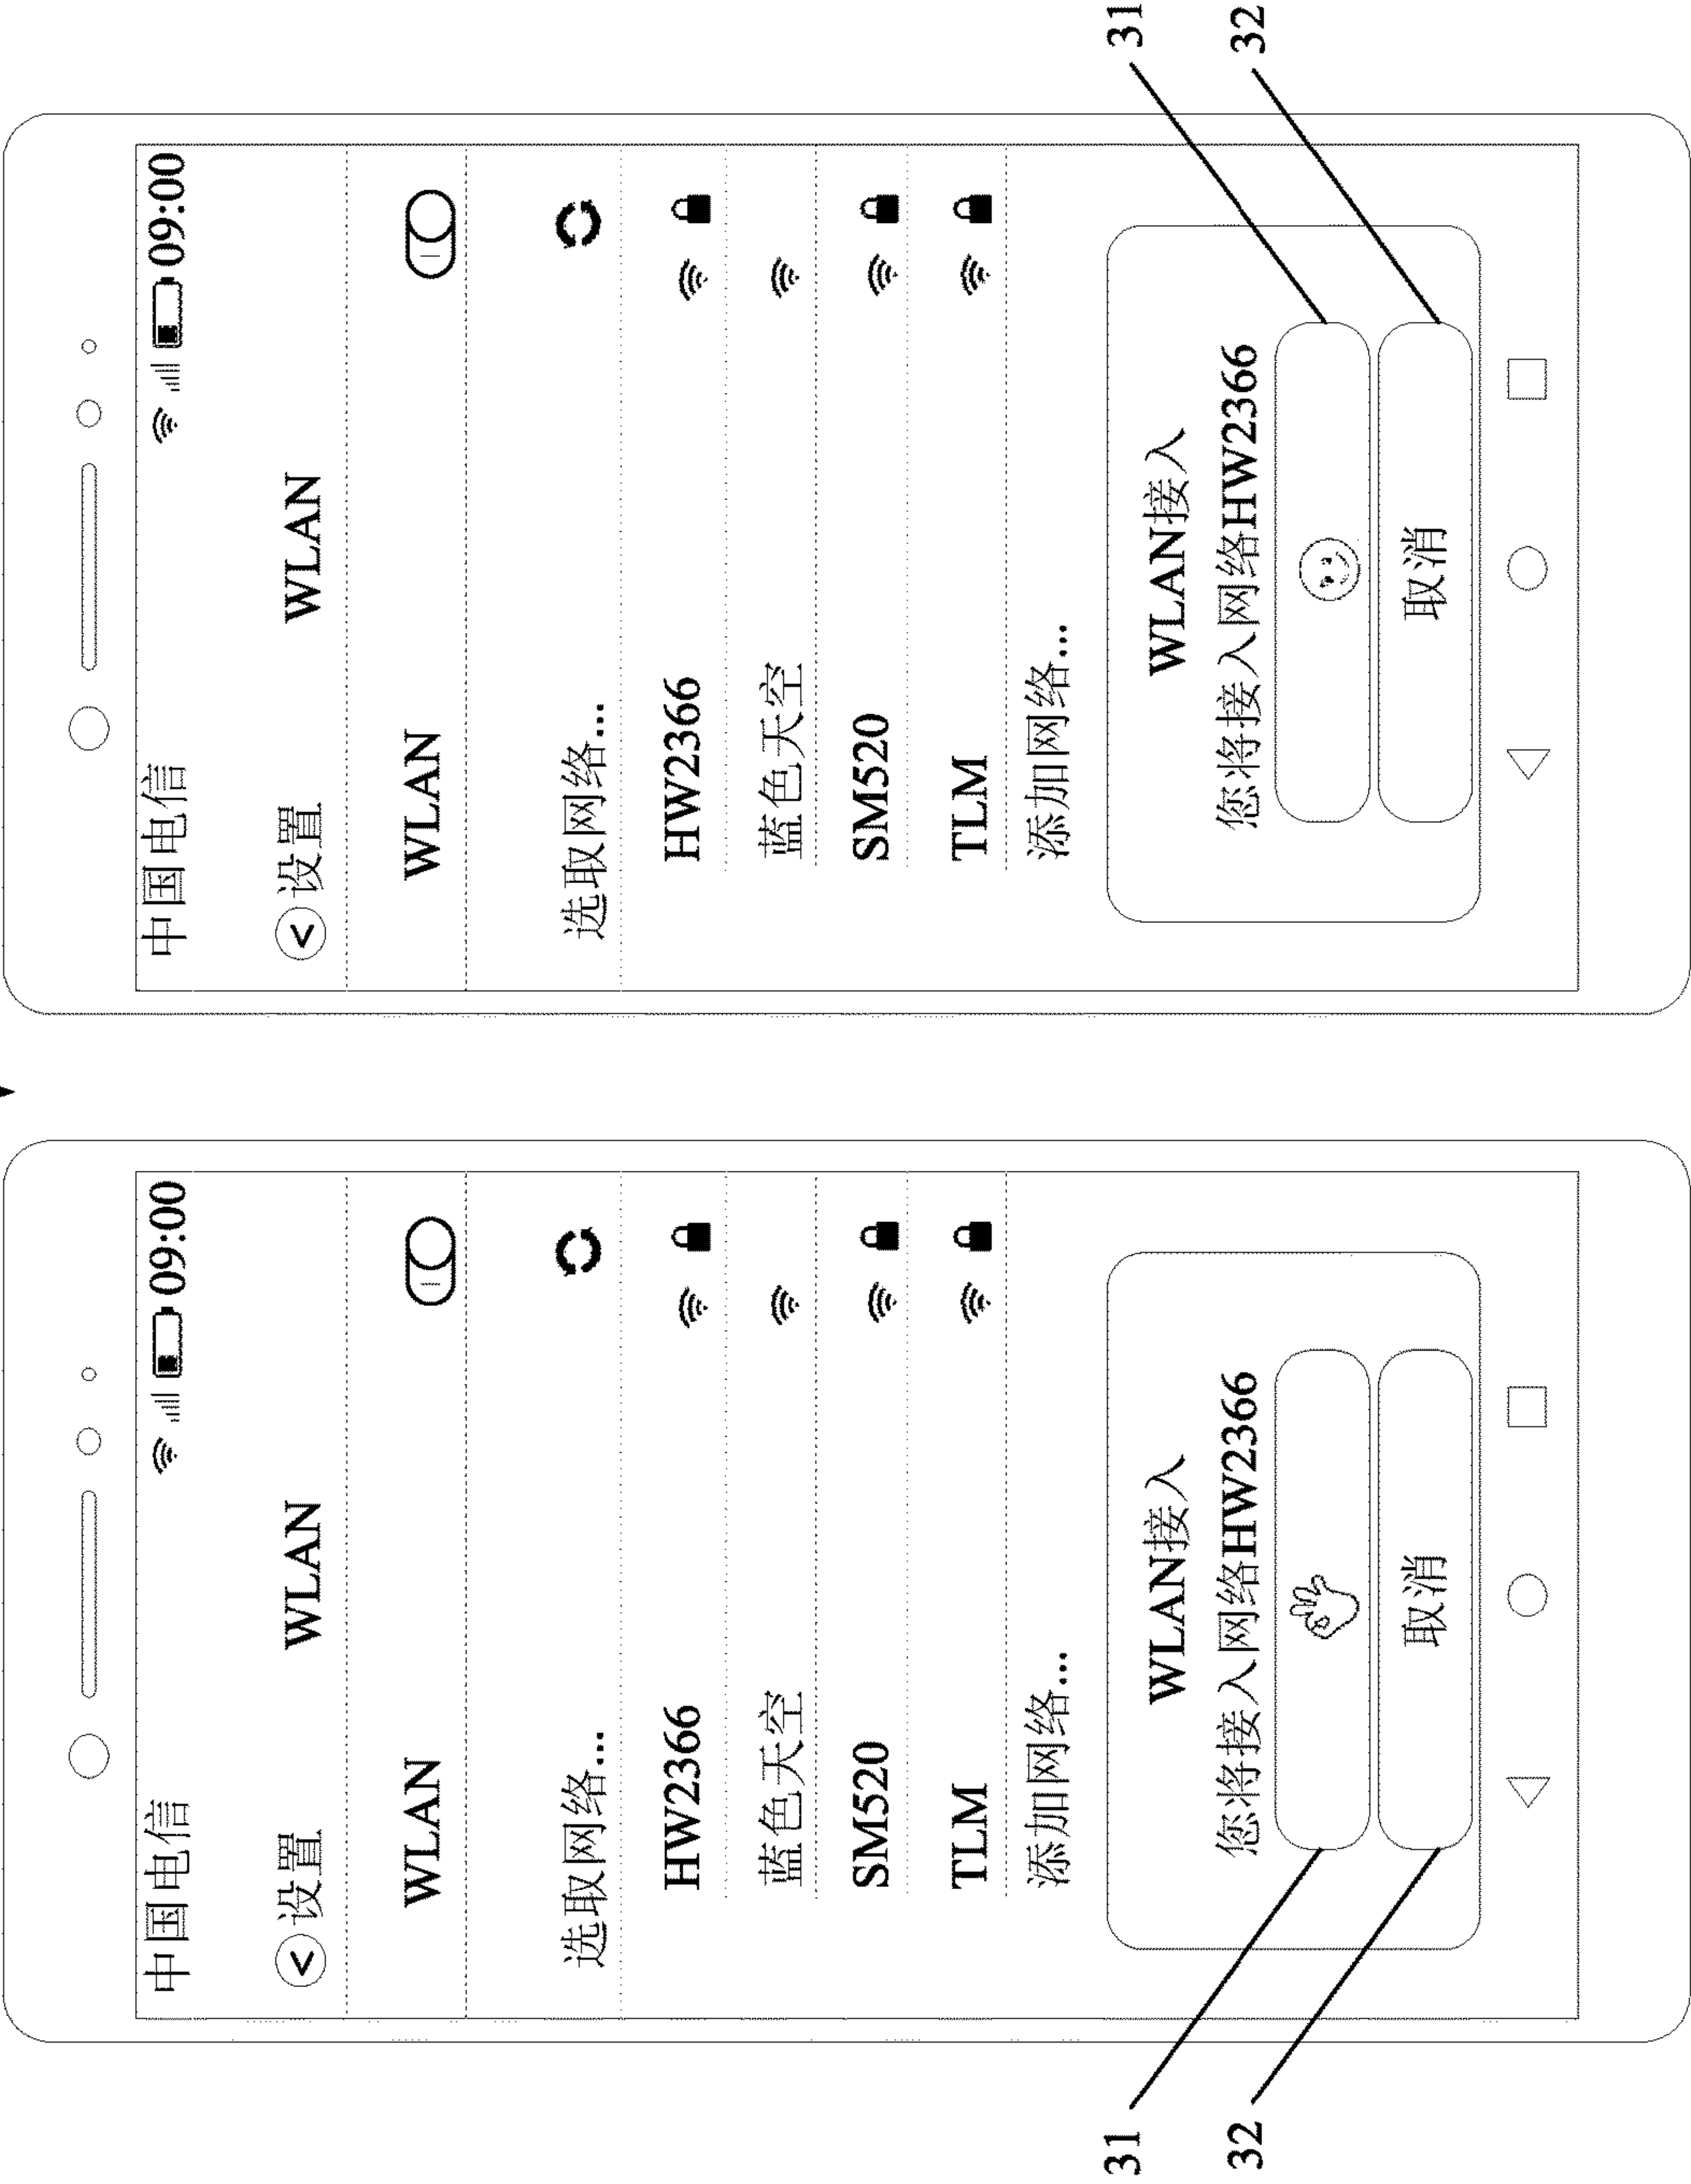 中国电信 09:00
设置 WLAN
WLAN
选取网络...
HW2366
蓝色天空
SM520
TLM
添加网络...
WLAN接入
您将接入网络HW2366
取消
31
32
中国电信 09:00
设置 WLAN
WLAN
选取网络...
HW2366
蓝色天空
SM520
TLM
添加网络...
WLAN接入
您将接入网络HW2366
取消
31
32